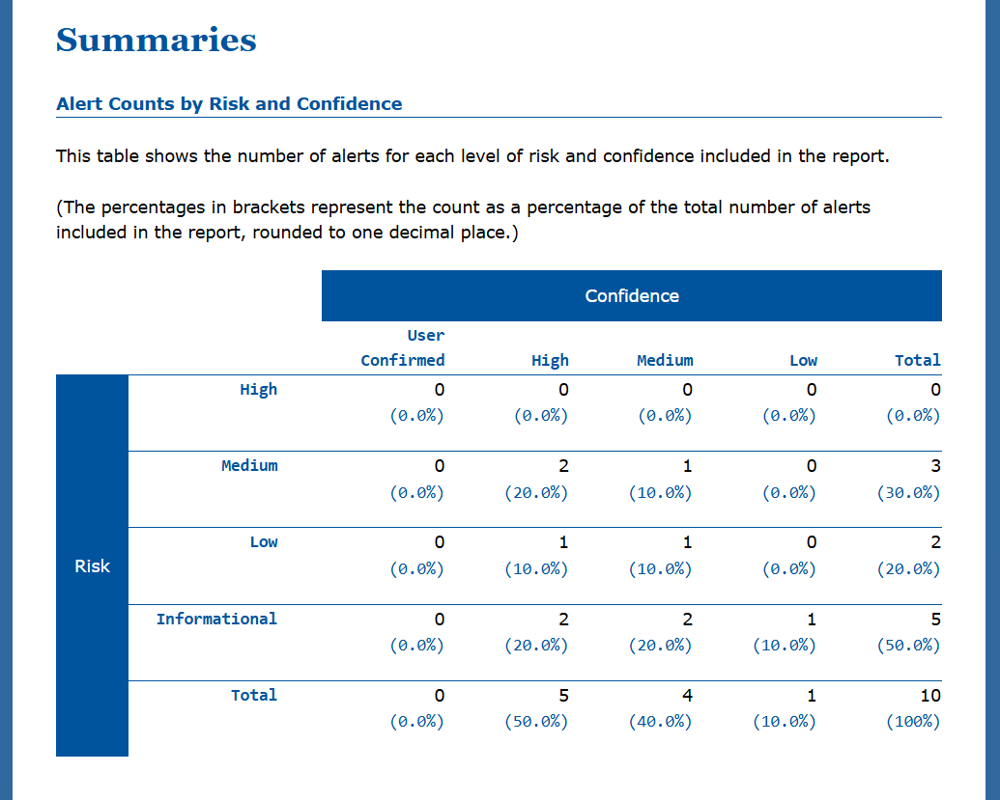 Summaries
Alert Counts by Risk and Confidence
This table shows the number of alerts for each level of risk and confidence included in the report.
(The percentages in brackets represent the count as a percentage of the total number of alerts
included in the report, rounded to one decimal place.)
Confidence
User
Confirmed High Medium Low Total
High 0 0 0 0 0
(0.0%) (0.0%) (0.0%) (0.0%) (0.0%)
Medium 0 2 1 0 3
(0.0%) (20.0%) (10.0%) (0.0%) (30.0%)
Low 0 1 1 0 2
Risk
(0.0%) (10.0%) (10.0%) (0.0%) (20.0%)
Informational 0 2 2 1 5
(0.0%) (20.0%) (20.0%) (10.0%) (50.0%)
Total 0 5 4 1 10
(0.0%) (50.0%) (40.0%) (10.0%) (100%)